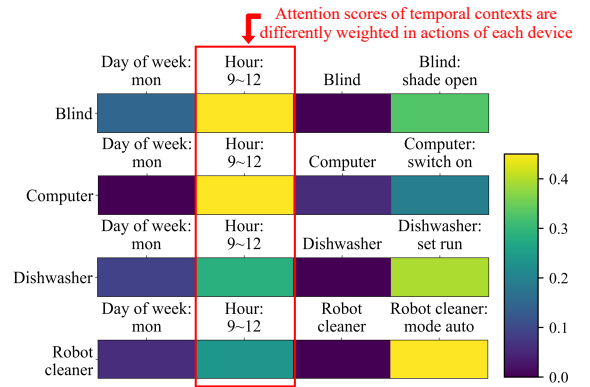 Attention scores of temporal contexts are
differently weighted in actions of each device
Day of week:
mon
Hour:
9~12
Blind
Blind:
shade open
Blind
Day of week:
mon
Hour:
9~12
Computer
Computer:
switch on
Computer
Day of week:
mon
Hour:
9~12
Dishwasher
Dishwasher:
set run
Dishwasher
Day of week:
mon
Hour:
9~12
Robot
cleaner
Robot cleaner:
mode auto
Robot
cleaner
0.4
0.3
0.2
0.1
0.0